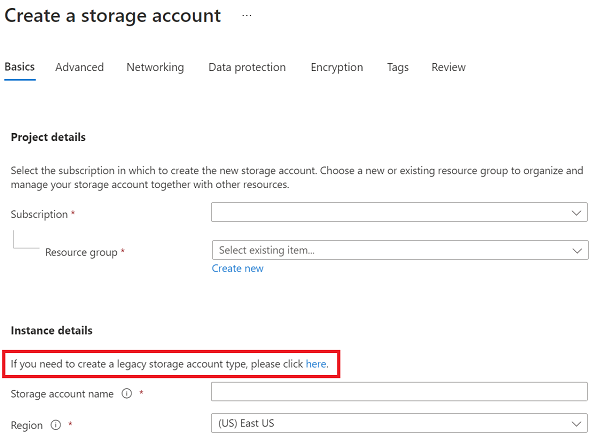 Create a storage account ...
Basics Advanced Networking Data protection Encryption Tags Review
Project details
Select the subscription in which to create the new storage account. Choose a new or existing resource group to organize and
manage your storage account together with other resources.
Subscription *
Resource group * Select existing item...
Create new
Instance details
If you need to create a legacy storage account type, please click here.
Storage account name *
Region * (US) East US